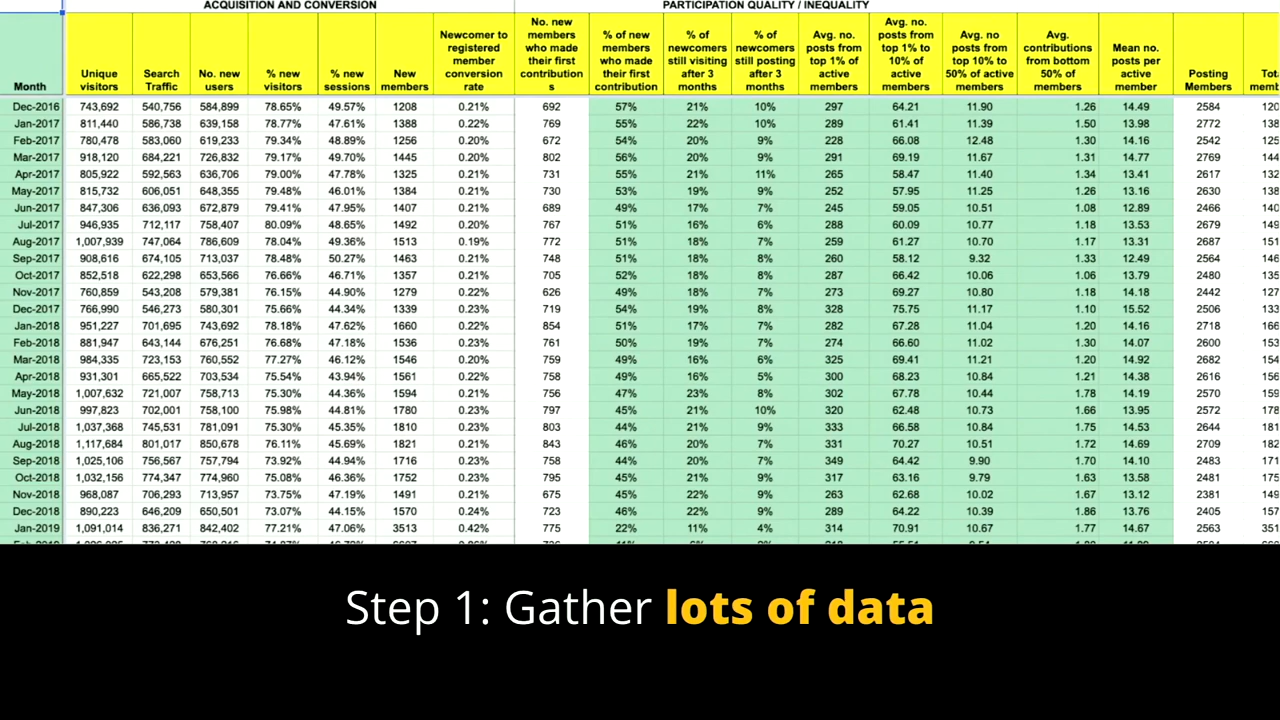 ACQUISITION AND CONVERSION PARTICIPATION QUALITY / INEQUALITY
Month Unique visitors Search Traffic No. new users % new visitors % new sessions New members Newcomer to registered member conversion rate No. new members who made their first contributions % of new members who made their first contribution % of newcomers still visiting after 3 months % of newcomers still posting after 3 months Avg. no. posts from top 1% of active members Avg. no. posts from top 1% to 10% of active members Avg. no posts from top 10% to 50% of active members Avg. contributions from bottom 50% of members Mean no. posts per active member Posting Members
Dec-2016 743,692 540,756 584,899 78.65% 49.57% 1208 0.21% 692 57% 21% 10% 297 64.21 11.90 1.26 14.49 2584 120
Jan-2017 811,440 586,738 639,158 78.77% 47.61% 1388 0.22% 769 55% 22% 10% 289 61.41 11.39 1.50 13.98 2772 138
Feb-2017 780,478 583,060 619,233 79.34% 48.89% 1256 0.20% 672 54% 20% 9% 228 66.08 12.48 1.30 14.16 2542 125
Mar-2017 918,120 684,221 726,832 79.17% 49.70% 1445 0.20% 802 56% 21% 9% 291 69.19 11.67 1.31 14.77 2769 144
Apr-2017 805,922 592,563 636,706 79.00% 47.78% 1325 0.21% 731 55% 21% 11% 265 58.47 11.40 1.34 13.41 2617 132
May-2017 815,732 606,051 648,355 79.48% 46.01% 1384 0.21% 730 53% 19% 9% 252 57.95 11.25 1.26 13.16 2630 138
Jun-2017 847,306 636,093 672,879 79.41% 47.95% 1407 0.21% 689 49% 17% 7% 245 59.05 10.51 1.08 12.89 2466 140
Jul-2017 946,935 712,117 758,407 80.09% 48.65% 1492 0.20% 767 51% 16% 6% 288 60.09 10.77 1.18 13.53 2679 149
Aug-2017 1,007,939 747,064 786,609 78.04% 49.36% 1513 0.19% 772 51% 18% 7% 259 61.27 10.70 1.17 13.31 2687 151
Sep-2017 908,616 674,105 713,037 78.48% 50.27% 1463 0.21% 748 51% 18% 8% 260 58.12 9.32 1.33 12.49 2564 146
Oct-2017 852,518 622,298 653,566 76.66% 46.71% 1357 0.21% 705 52% 18% 8% 287 66.42 10.06 1.06 13.79 2480 135
Nov-2017 760,859 543,208 579,381 76.15% 44.90% 1279 0.22% 626 49% 18% 7% 273 69.27 10.80 1.18 14.18 2442 127
Dec-2017 766,990 546,273 580,301 75.66% 44.34% 1339 0.23% 719 54% 19% 8% 328 75.75 11.17 1.10 15.52 2506 133
Jan-2018 951,227 701,695 743,692 78.18% 47.62% 1660 0.22% 854 51% 17% 7% 282 67.28 11.04 1.20 14.16 2718 166
Feb-2018 881,947 643,144 676,251 76.68% 47.18% 1536 0.23% 761 50% 19% 7% 274 66.60 11.02 1.30 14.07 2600 153
Mar-2018 984,335 723,153 760,552 77.27% 46.12% 1546 0.20% 759 49% 16% 6% 325 69.41 11.21 1.20 14.92 2682 154
Apr-2018 931,301 665,522 703,534 75.54% 43.94% 1561 0.22% 758 49% 16% 5% 300 68.23 10.84 1.21 14.38 2616 156
May-2018 1,007,632 721,007 758,713 75.30% 44.36% 1594 0.21% 756 47% 23% 8% 302 67.78 10.44 1.78 14.19 2570 159
Jun-2018 997,823 702,001 758,100 75.98% 44.81% 1780 0.23% 797 45% 21% 10% 320 62.48 10.73 1.66 13.95 2572 178
Jul-2018 1,037,368 745,531 781,091 75.30% 45.35% 1810 0.23% 803 44% 21% 9% 333 66.58 10.84 1.75 14.53 2644 181
Aug-2018 1,117,684 801,017 850,678 76.11% 45.69% 1821 0.21% 843 46% 20% 7% 331 70.27 10.51 1.72 14.69 2709 182
Sep-2018 1,025,106 756,567 757,794 73.92% 44.94% 1716 0.23% 758 44% 20% 7% 349 64.42 9.90 1.70 14.10 2483 171
Oct-2018 1,032,156 774,347 774,960 75.08% 46.36% 1752 0.23% 795 45% 21% 9% 317 63.16 9.79 1.63 13.58 2481 175
Nov-2018 968,087 706,293 713,957 73.75% 47.19% 1491 0.21% 675 45% 22% 9% 263 62.68 10.02 1.67 13.12 2381 149
Dec-2018 890,223 646,209 650,501 73.07% 44.15% 1570 0.24% 723 46% 22% 9% 289 64.22 10.39 1.86 13.76 2405 157
Jan-2019 1,091,014 836,271 842,402 77.21% 47.06% 3513 0.42% 775 22% 11% 4% 314 70.91 10.67 1.77 14.67 2563 351
Step 1: Gather lots of data